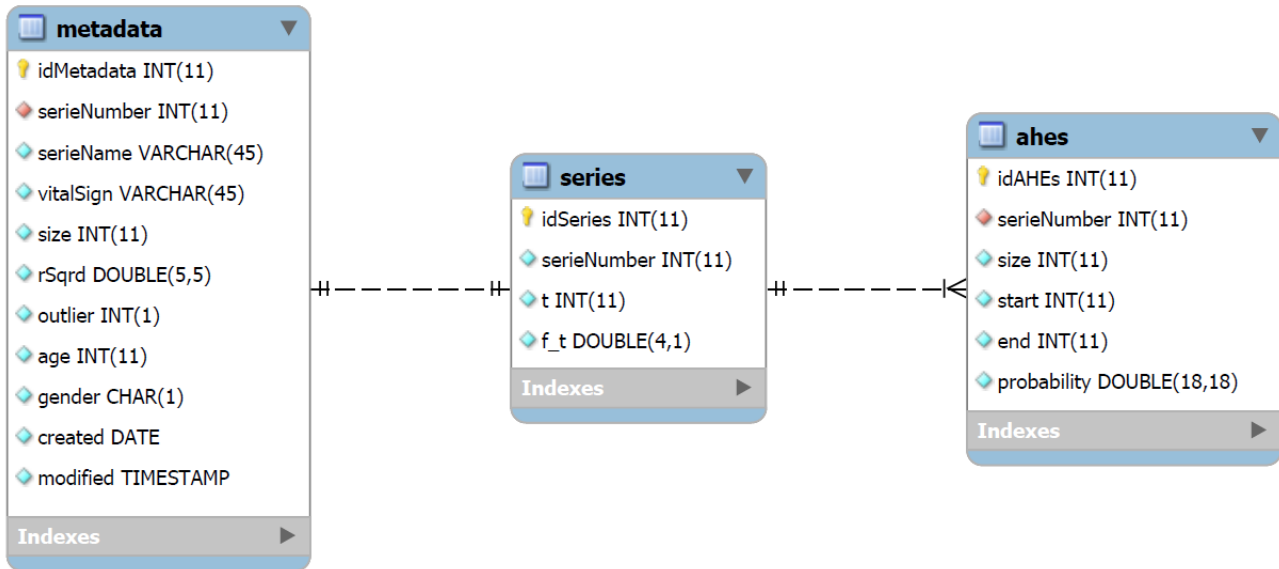 metadata
idMetadata INT(11)
serieNumber INT(11)
serieName VARCHAR(45)
vitalSign VARCHAR(45)
size INT(11)
rSqrd DOUBLE(5,5)
outlier INT(1)
age INT(11)
gender CHAR(1)
created DATE
modified TIMESTAMP
Indexes
series
idSeries INT(11)
serieNumber INT(11)
t INT(11)
f_t DOUBLE(4,1)
Indexes
ahes
idAHEs INT(11)
serieNumber INT(11)
size INT(11)
start INT(11)
end INT(11)
probability DOUBLE(18,18)
Indexes